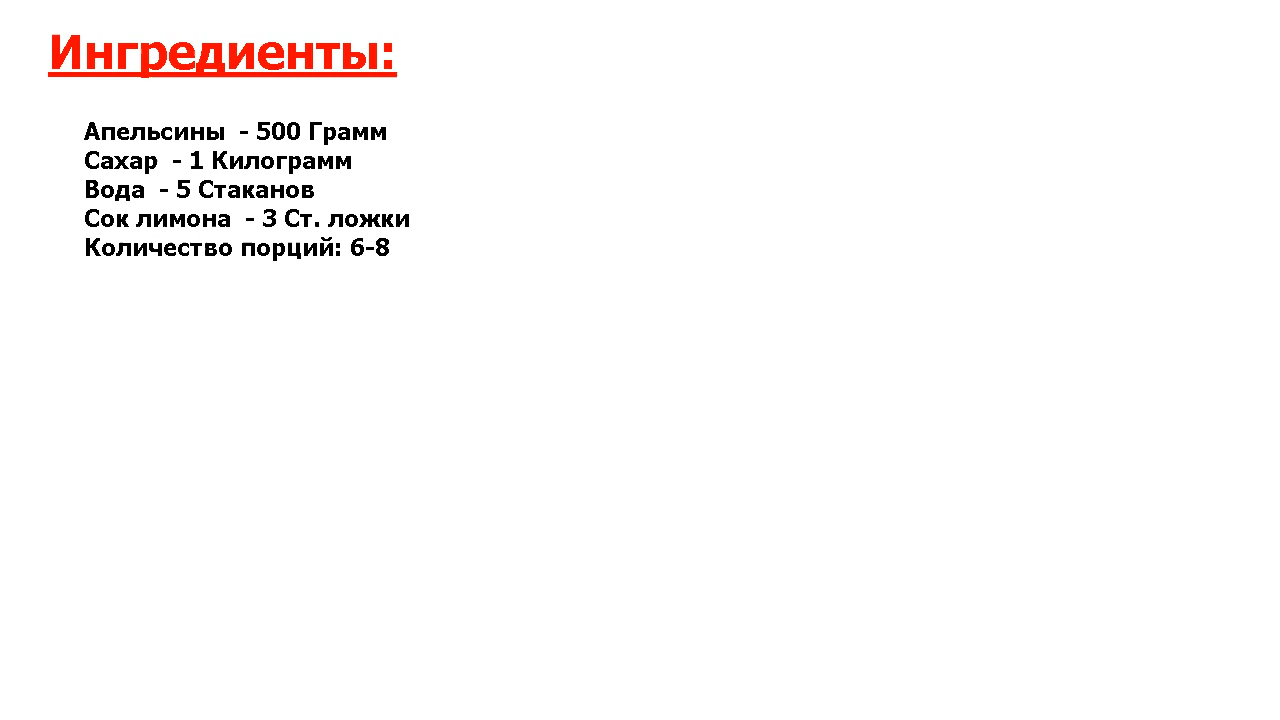 Ингредиенты:
Апельсины  - 500 Грамм
Сахар  - 1 Килограмм
Вода  - 5 Стаканов
Сок лимона  - 3 Ст. ложки
Количество порций: 6-8